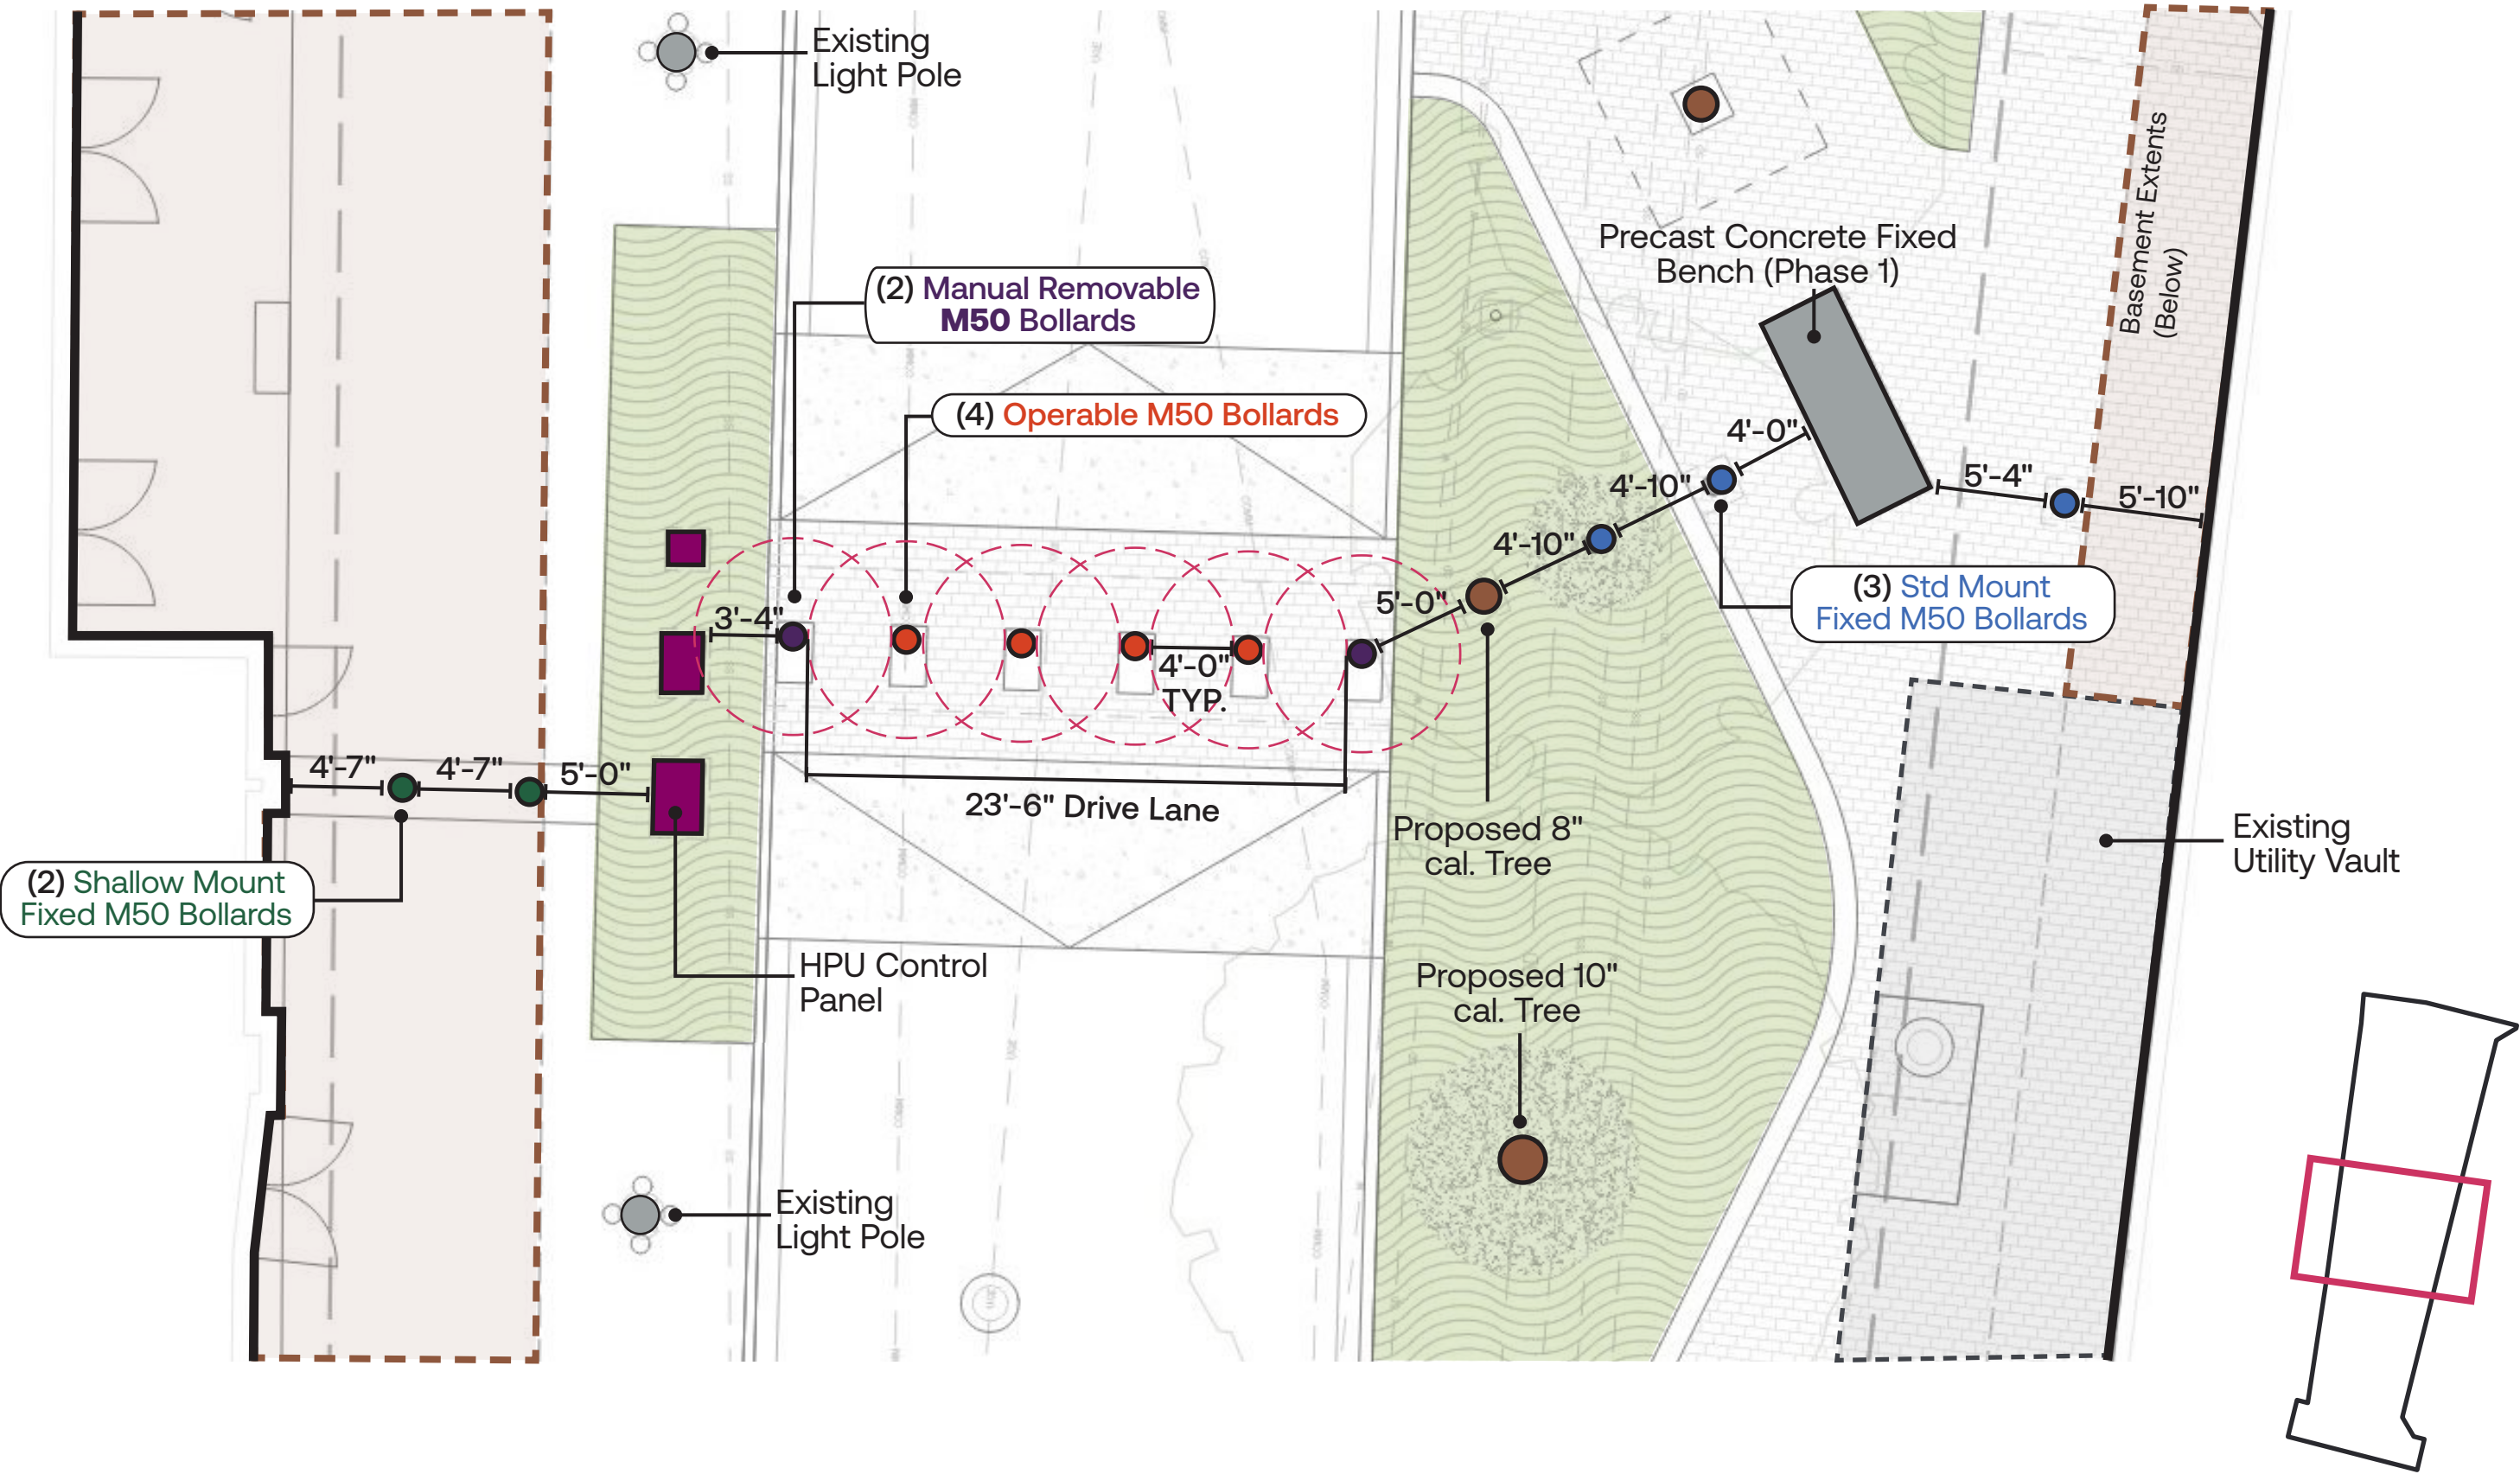 Existing
Light Pole
Basement Extents
(Below)
Precast Concrete Fixed
Bench (Phase 1)
(2) Manual Removable
M50 Bollards
(4) Operable M50 Bollards
4'-0"
4'-10"
5'-4"
5'-10"
4'-10"
5'-0"
3'-4"
(3) Std Mount
Fixed M50 Bollards
4'-0"
TYP.
4'-7"
4'-7"
5'-0"
23'-6" Drive Lane
Proposed 8"
cal. Tree
Existing
Utility Vault
(2) Shallow Mount
Fixed M50 Bollards
HPU Control
Panel
Proposed 10"
cal. Tree
Existing
Light Pole